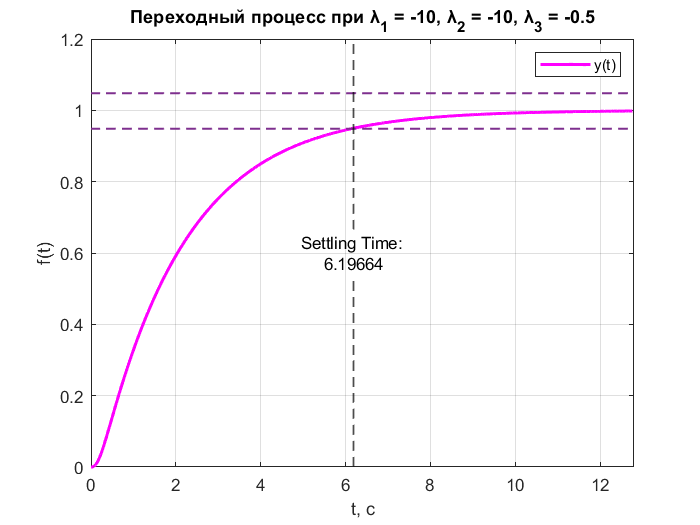 Переходный процесс при λ₁ = -10, λ₂ = -10, λ₃ = -0.5
y(t)
1.2
1
0.8
0.6
0.4
0.2
0
f(t)
Settling Time:
6.19664
0 2 4 6 8 10 12
t, c